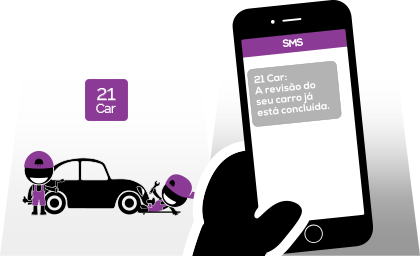 21
Car
SMS
21 Car:
A revisão do
seu carro já
está concluída.